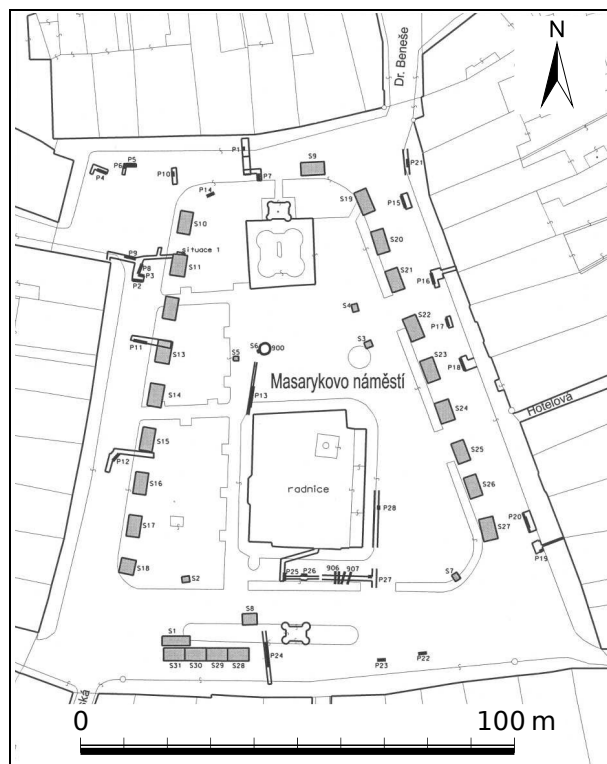 N
Dr. Beneše
P1
S9
P21
P6
P5
P4
P10
P7
P14
S19
P15
S10
S20
situace 1
P9
P8
P3
P2
S11
S21
P16
S4
S22
P17
P11
S13
S5
S6
900
S3
S23
P18
P13
Masarykovo náměstí
S14
S24
Hotelová
S15
P12
S25
radnice
S16
S26
P28
S17
S27
P20
P19
S18
S2
P25
P26
906
907
P27
S7
S8
S1
S31
S30
S29
S28
P24
P23
P22
ská
0
100 m